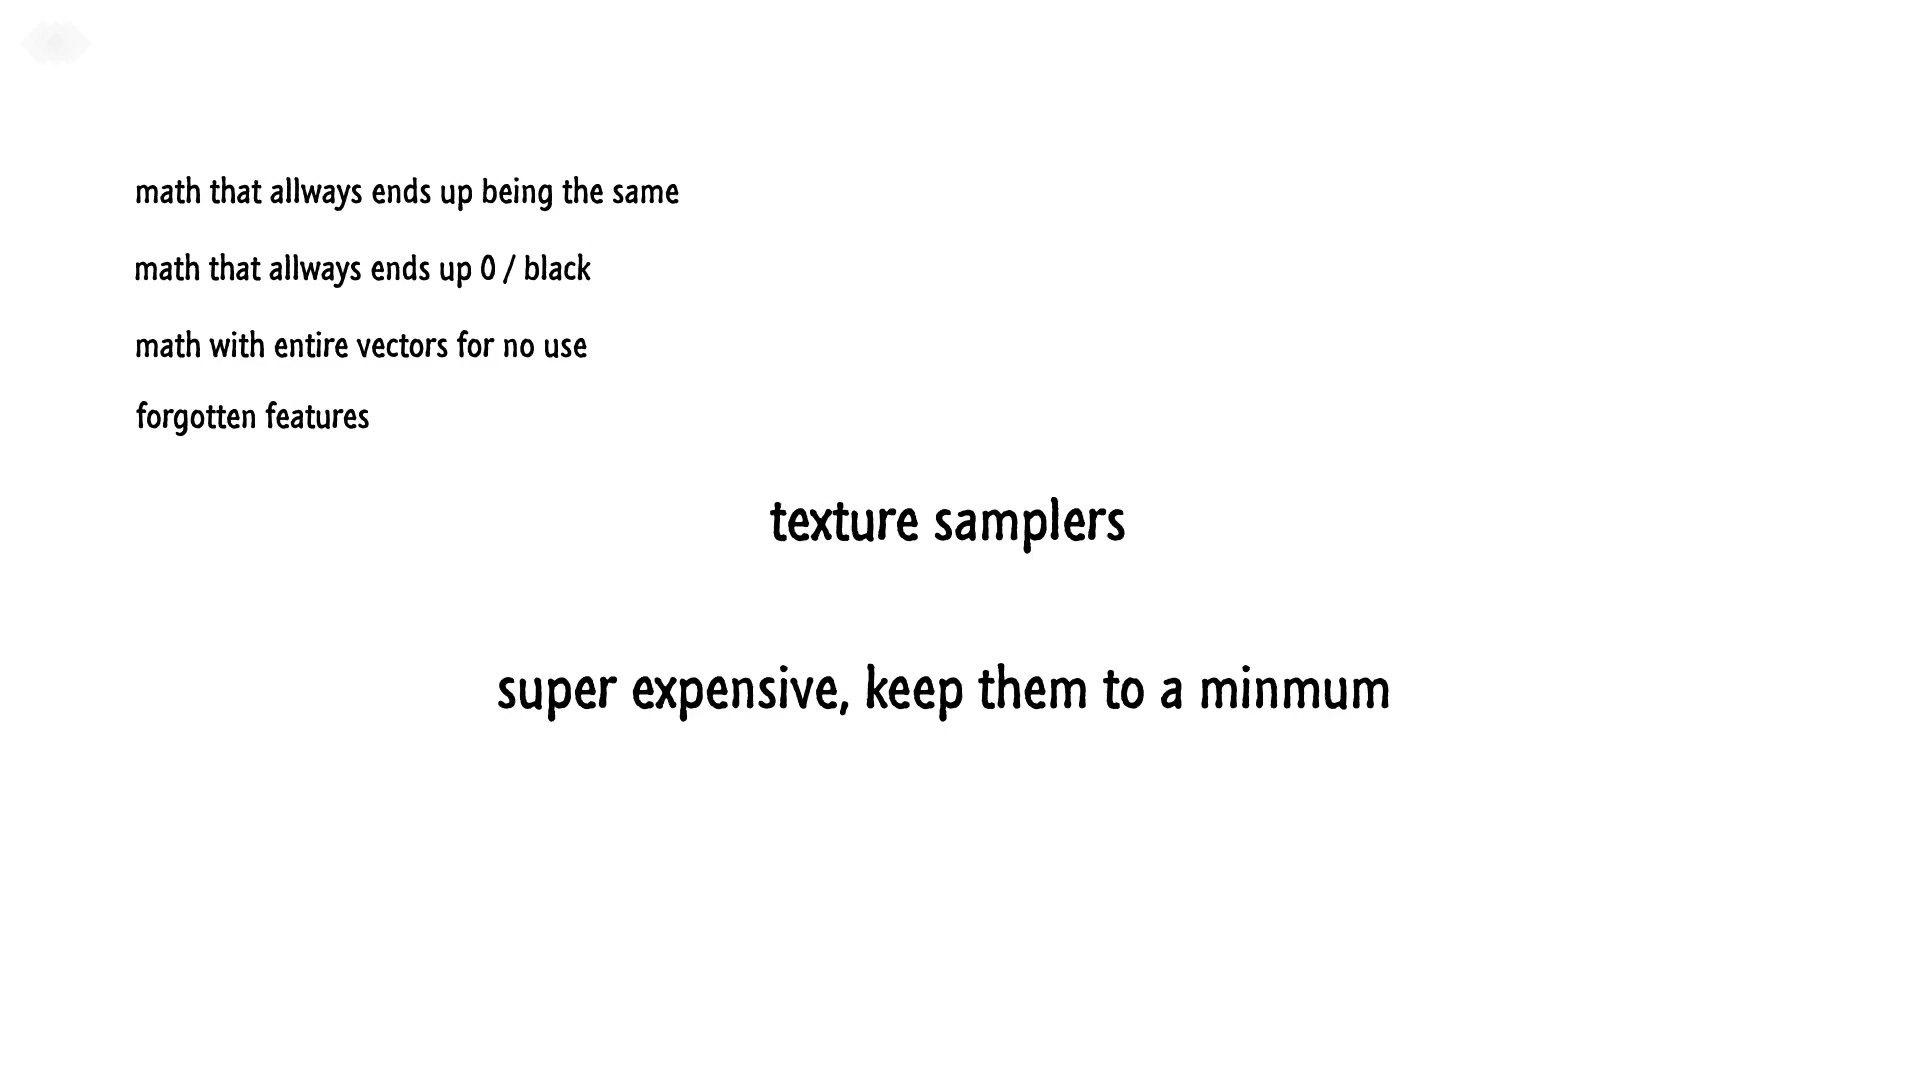 math that allways ends up being the same
math that allways ends up 0 / black
math with entire vectors for no use
forgotten features
texture samplers
super expensive, keep them to a minmum